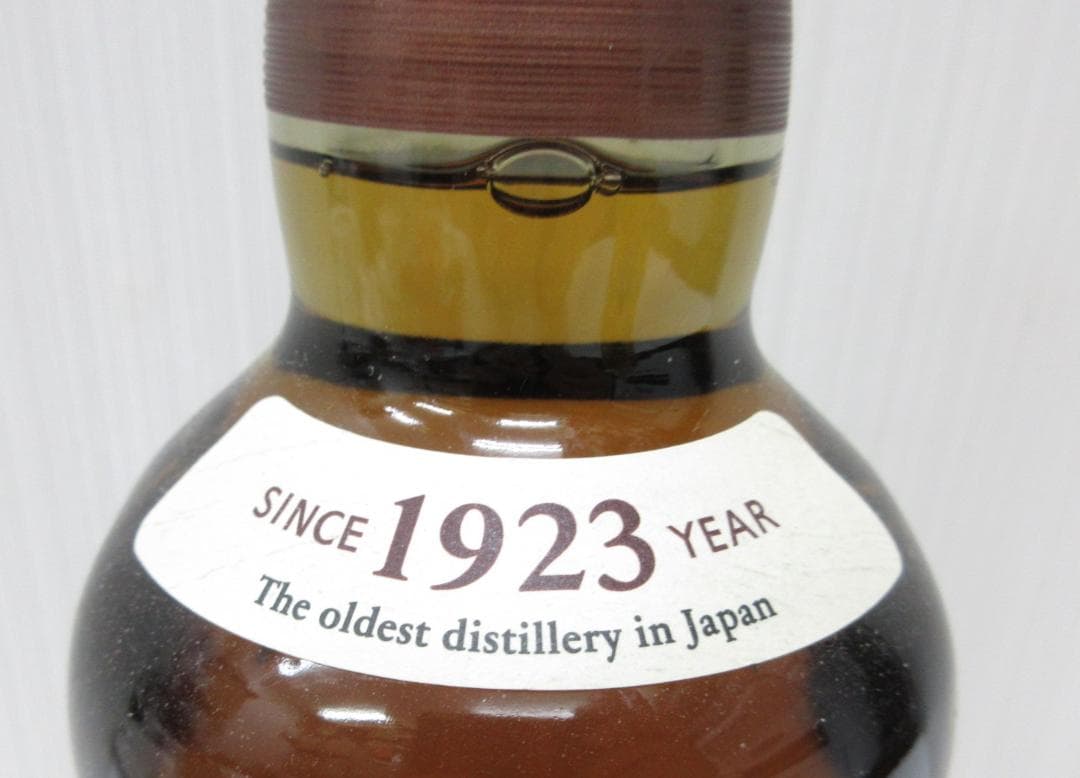 SINCE 1923 YEAR
The oldest distillery in Japan